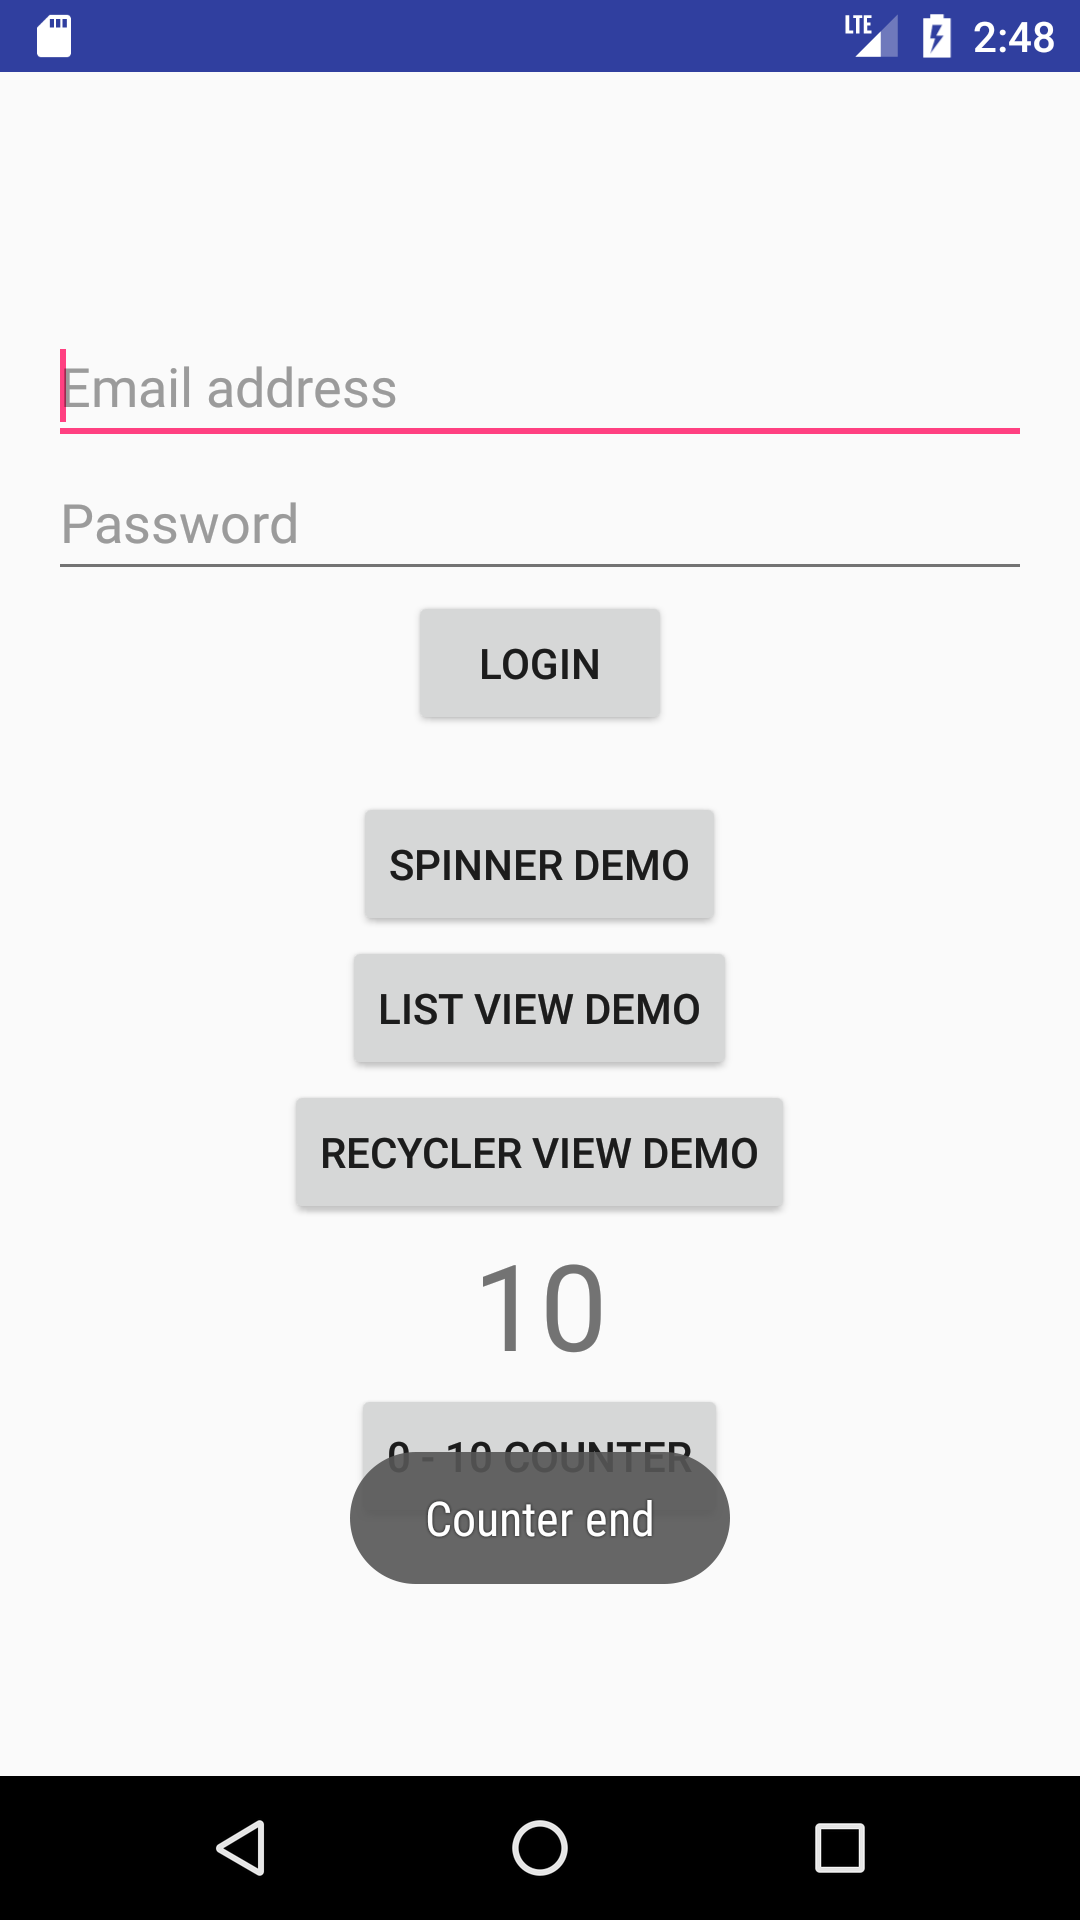 LTE 2:48
Email address
Password
LOGIN
SPINNER DEMO
LIST VIEW DEMO
RECYCLER VIEW DEMO
10
0 - 10 COUNTER
Counter end